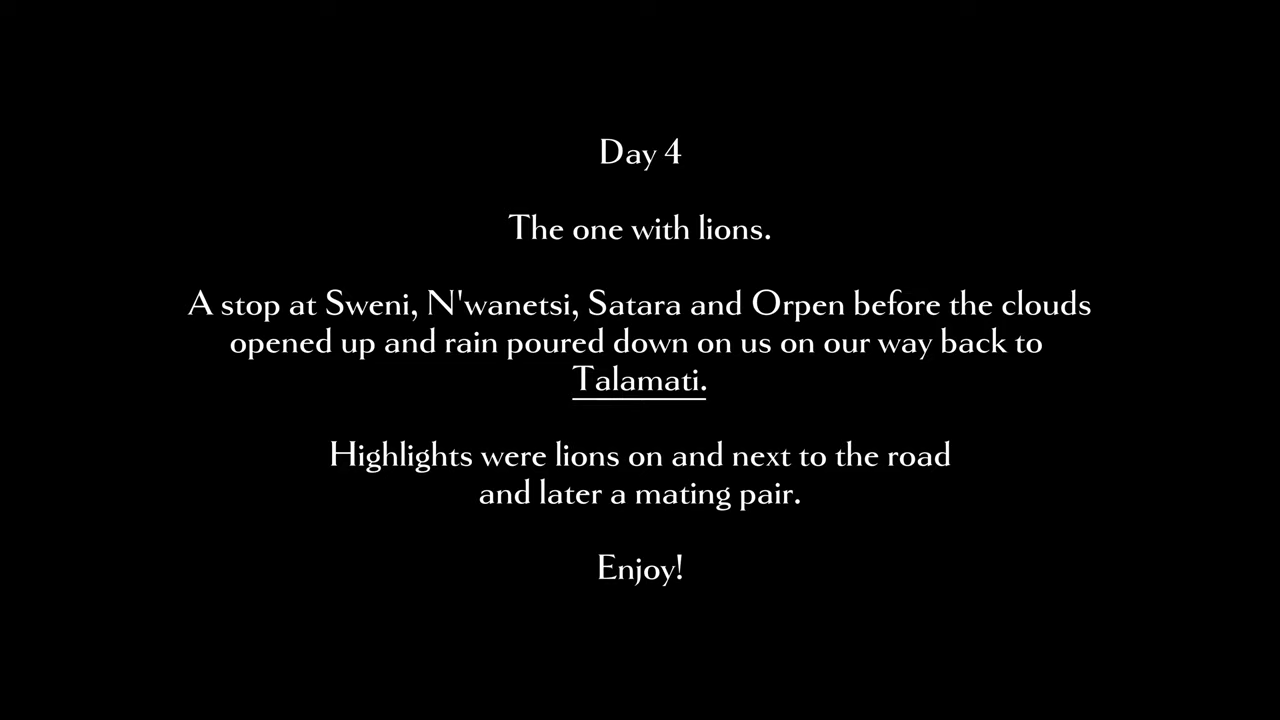 Day 4
The one with lions.
A stop at Sweni, N'wanetsi, Satara and Orpen before the clouds
opened up and rain poured down on us on our way back to
Talamati.
Highlights were lions on and next to the road
and later a mating pair.
Enjoy!